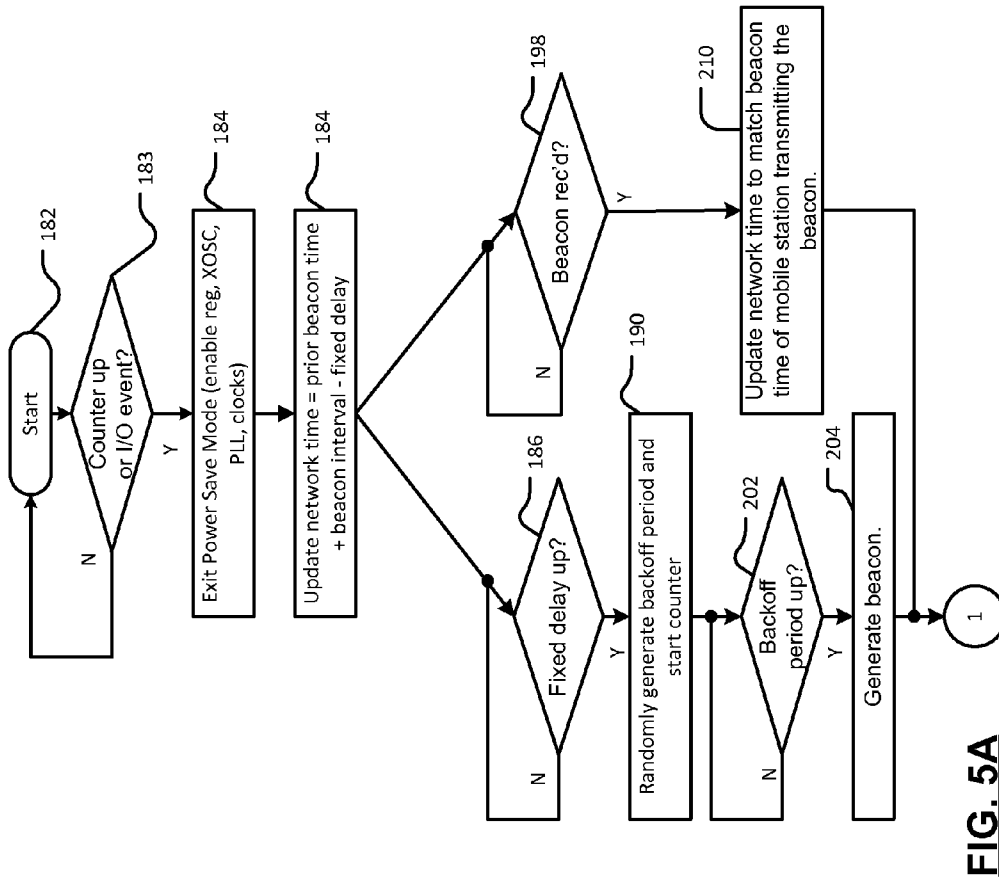 Start
182
Counter up
or I/O event?
183
N
Y
Exit Power Save Mode (enable reg, XOSC,
PLL, clocks)
184
Update network time = prior beacon time
+ beacon interval - fixed delay
184
Fixed delay up?
186
N
Y
Randomly generate backoff period and
start counter
190
Backoff
period up?
202
N
Y
Generate beacon.
204
Beacon rec'd?
198
N
Y
Update network time to match beacon
time of mobile station transmitting the
beacon.
210
1
FIG. 5A